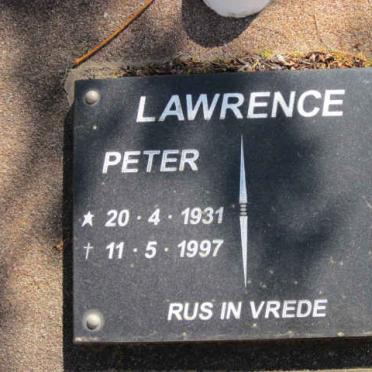 LAWRENCE
PETER
★ 20 · 4 · 1931
† 11 · 5 · 1997
RUS IN VREDE